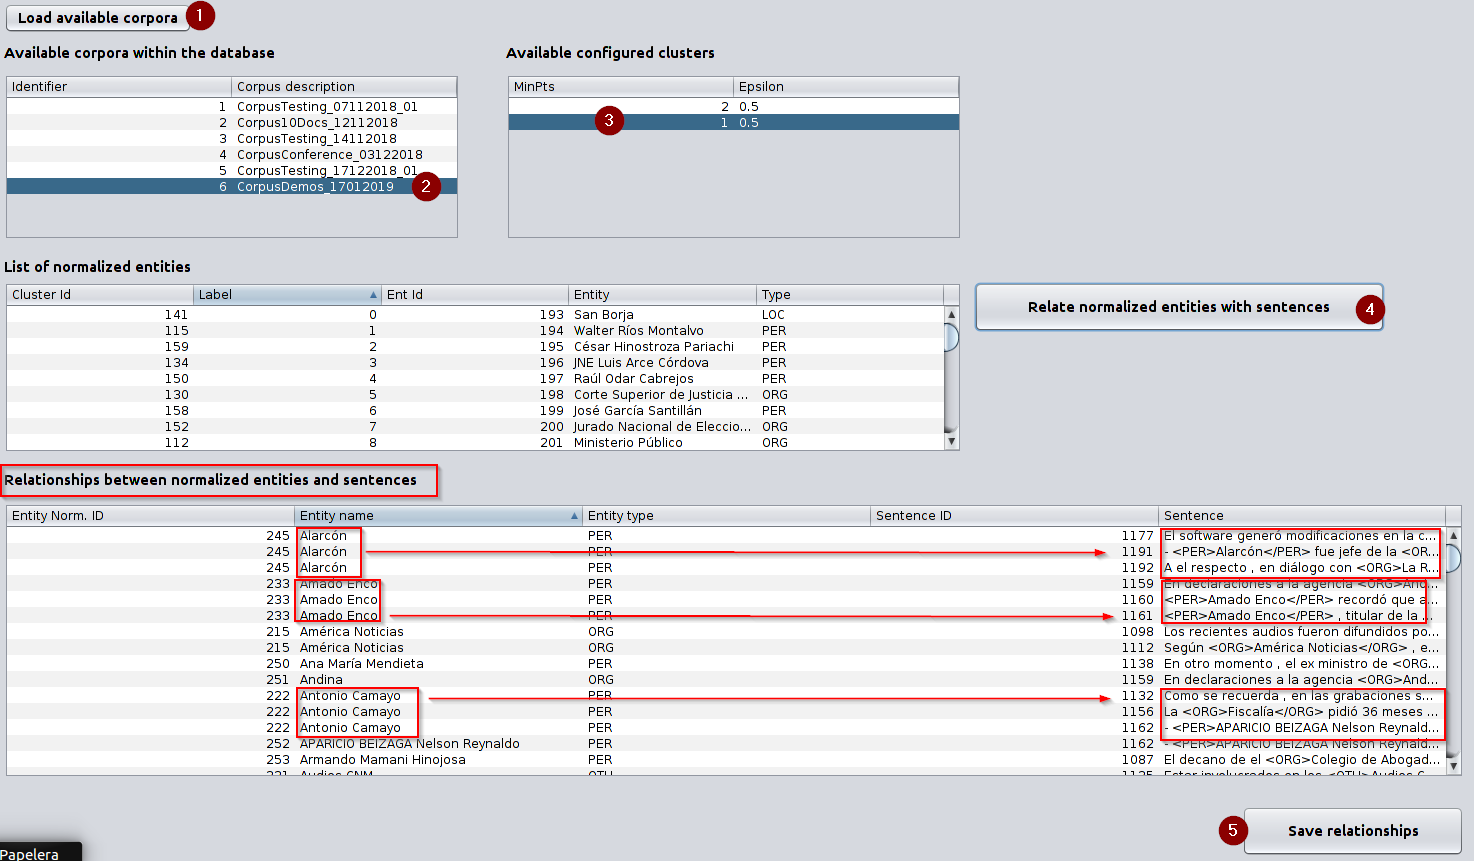 Load available corpora 1
Available corpora within the database
Available configured clusters
Identifier Corpus description
MinPts Epsilon
1 CorpusTesting_07112018_01
2 Corpus10Docs_12112018
3 CorpusTesting_14112018
4 CorpusConference_03122018
5 CorpusTesting_17122018_01
6 CorpusDemos_17012019 2
2 0.5
3 1 0.5
List of normalized entities
Cluster Id Label Ent Id Entity Type
141 0 193 San Borja LOC
115 1 194 Walter Ríos Montalvo PER
159 2 195 César Hinostroza Pariachi PER
134 3 196 JNE Luis Arce Córdova PER
150 4 197 Raúl Odar Cabrejos PER
130 5 198 Corte Superior de Justicia ... ORG
158 6 199 José García Santillán PER
152 7 200 Jurado Nacional de Eleccio... ORG
112 8 201 Ministerio Público ORG
Relate normalized entities with sentences 4
Relationships between normalized entities and sentences
Entity Norm. ID Entity name Entity type Sentence ID Sentence
245 Alarcón PER 1177 El software generó modificaciones en la c...
245 Alarcón PER 1191 - <PER>Alarcón</PER> fue jefe de la <OR...
245 Alarcón PER 1192 A el respecto , en diálogo con <ORG>La R...
233 Amado Enco PER 1159 En declaraciones a la agencia <ORG>And...
233 Amado Enco PER 1160 <PER>Amado Enco</PER> recordó que a...
233 Amado Enco PER 1161 <PER>Amado Enco</PER> , titular de la ...
215 América Noticias ORG 1098 Los recientes audios fueron difundidos po...
215 América Noticias ORG 1112 Según <ORG>América Noticias</ORG> , e...
250 Ana María Mendieta PER 1138 En otro momento , el ex ministro de <ORG...
251 Andina ORG 1159 En declaraciones a la agencia <ORG>And...
222 Antonio Camayo PER 1132 Como se recuerda , en las grabaciones s...
222 Antonio Camayo PER 1156 La <ORG>Fiscalía</ORG> pidió 36 meses ...
222 Antonio Camayo PER 1162 - <PER>APARICIO BEIZAGA Nelson Reynald...
252 APARICIO BEIZAGA Nelson Reynaldo PER 1162 - <PER>APARICIO BEIZAGA Nelson Reynald...
253 Armando Mamani Hinojosa PER 1087 El decano de el <ORG>Colegio de Abogad...
221 Audios CNM OTH 1125 Estar involucrados en los <OTH>Audios C...
5 Save relationships
Papelera